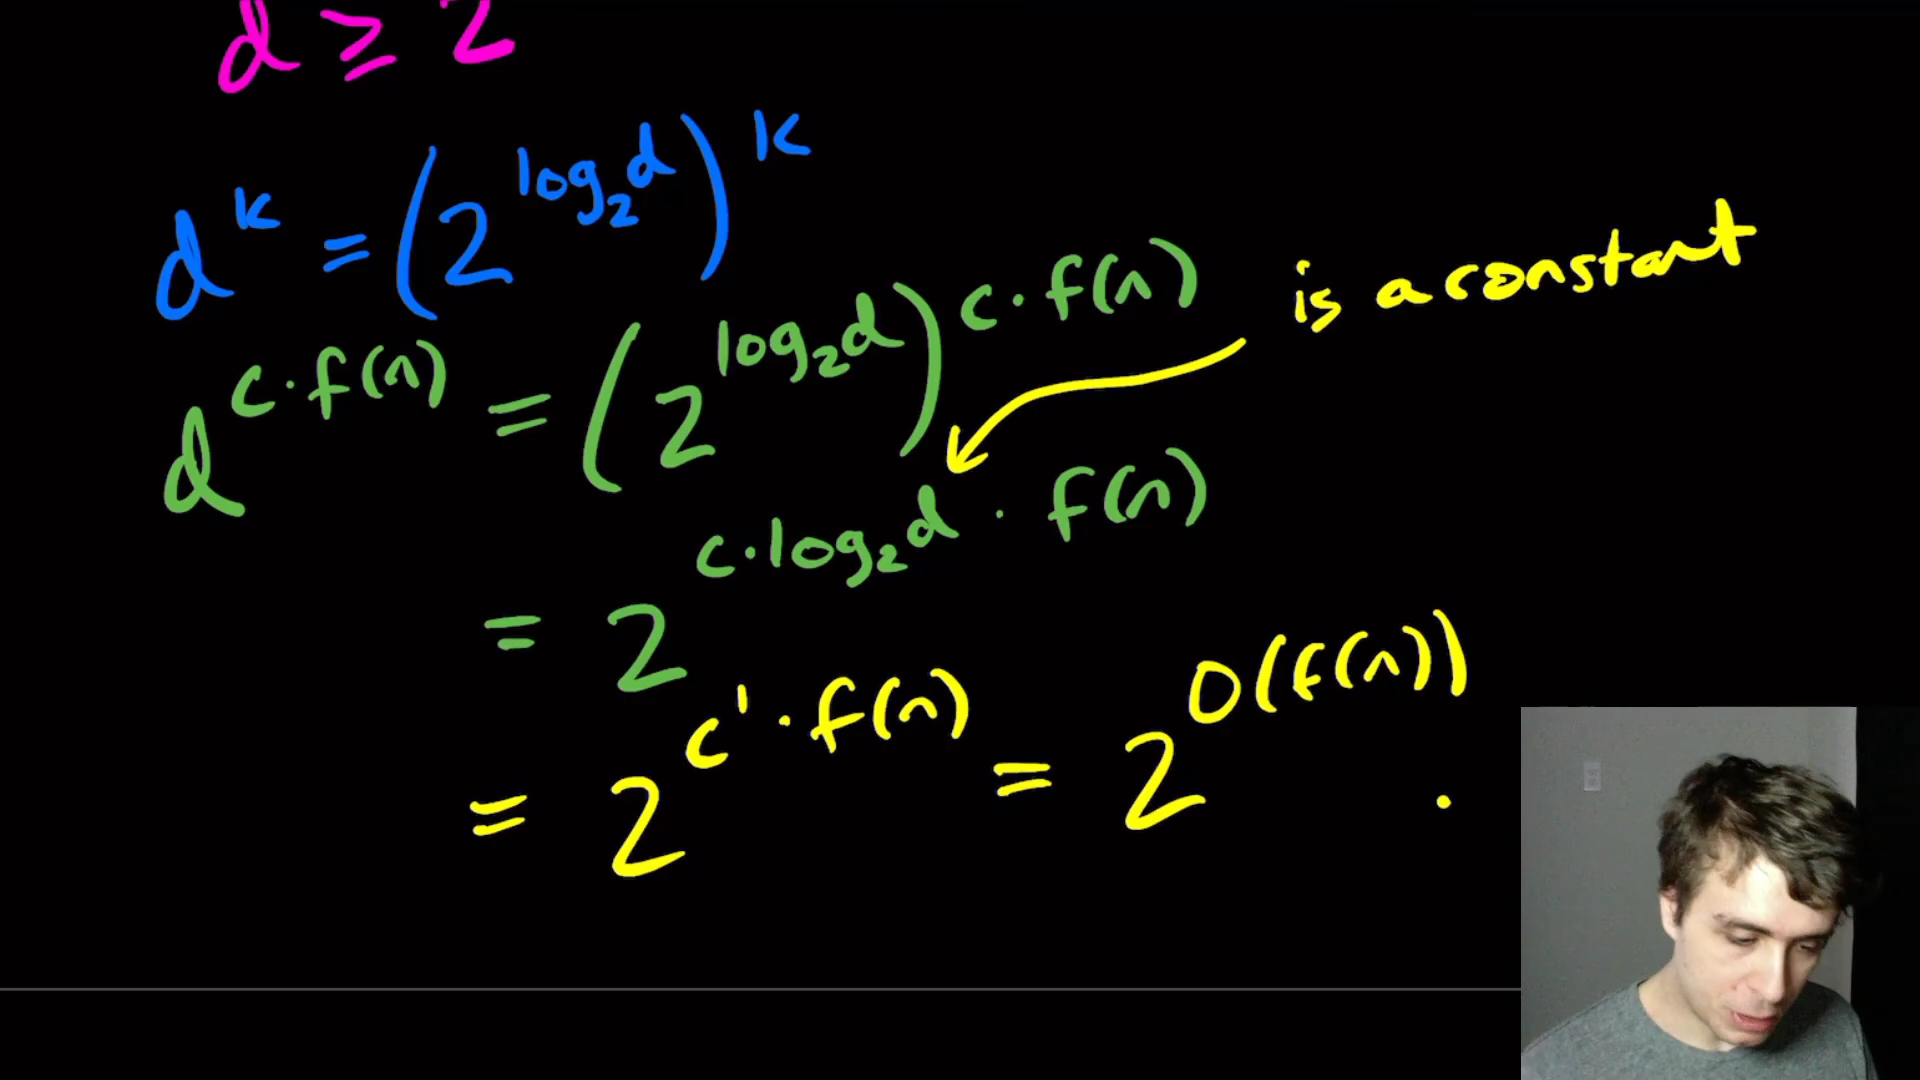 d ≥ 2
d^k = (2^{log_2 d})^k
is a constant
d^{c·f(n)} = (2^{log_2 d})^{c·f(n)}
= 2^{c·log_2 d · f(n)}
= 2^{c'·f(n)} = 2^{O(f(n))} .